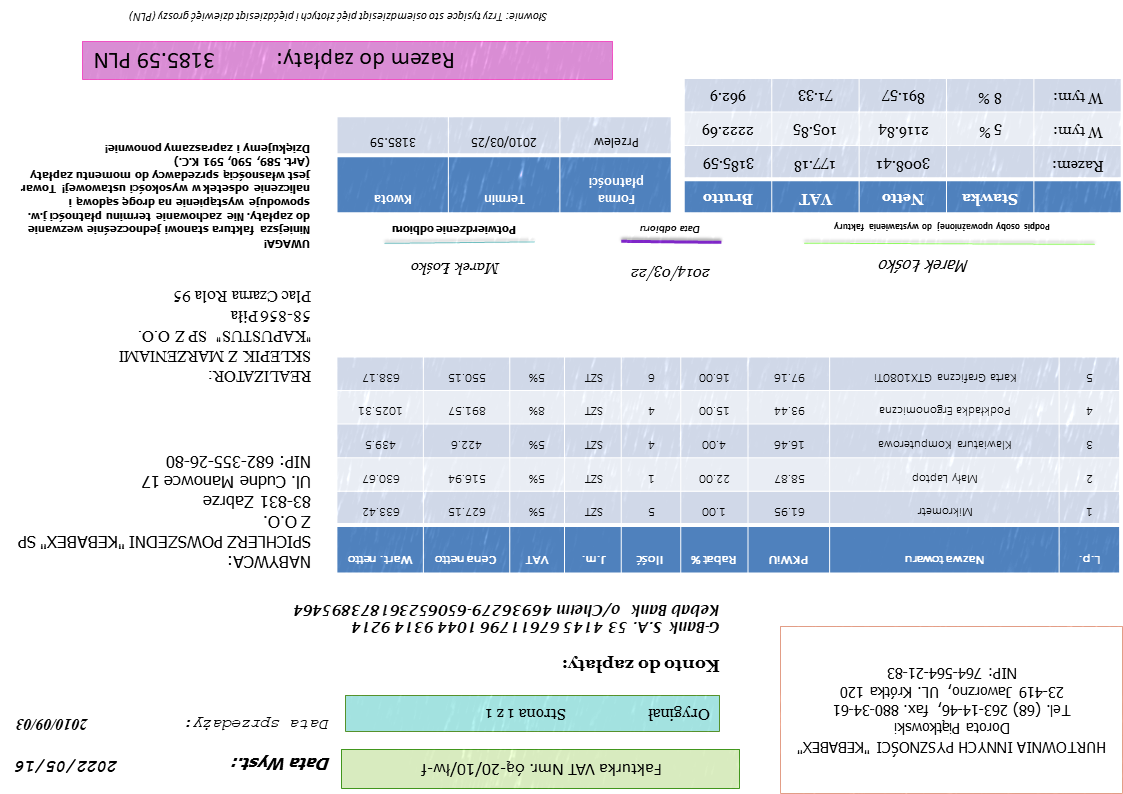 Fakturka VAT Nmr. óą-20/10/łw/w-f
Data Wyst.: 2022/05/16
HURTOWNIA INNYCH PYSZNOŚCI "KEBABEX"
Dorota Piątkowski
Tel. (68) 263-14-46, fax. 880-34-61
23-419 Jaworzno, UL. Krótka 120
NIP: 764-564-21-83
Oryginał Strona 1 z 1
Data sprzedaży: 2010/09/03
Konto do zapłaty:
G-Bank S.A. 53 4145 6761 1796 1044 9314 9214
Kebab Bank o/Chełm 46936279-6506523618738954​64
L.p. Nazwa towaru PKWiU Rabat % Ilość J.m. VAT Cena netto Wart. netto
1 Mikrometr 61.95 1.00 5 SZT 5% 627.15 633.42
2 Mały Laptop 58.87 22.00 1 SZT 5% 516.94 630.67
3 Klawiatura Komputerowa 16.46 4.00 4 SZT 5% 422.6 439.5
4 Podkładka Ergonomiczna 93.44 15.00 4 SZT 8% 891.57 1025.31
5 Karta Graficzna GTX1080Ti 97.16 16.00 6 SZT 5% 550.15 638.17
NABYWCA:
SPICHLERZ POWSZEDNI "KEBABEX" SP
Z O.O.
83-831 Zabrze
Ul. Cudne Manowce 17
NIP: 682-355-26-80
REALIZATOR:
SKLEPIK Z MARZENIAMI
"KAPUSTUS" SP Z O.O.
58-856 Piła
Plac Czarna Rola 95
Marek Łośko 2014/03/22 Marek Łośko
Podpis osoby upoważnionej do wystawienia faktury Data odbioru Potwierdzenie odbioru
UWAGA!
Niniejsza faktura stanowi jednocześnie wezwanie
do zapłaty. Nie zachowanie terminu płatności j.w.
spowoduje wystąpienie na drogę sądową i
naliczenie odsetek w wysokości ustawowej! Towar
jest własnością sprzedawcy do momentu zapłaty
(Art. 589, 590, 591 KC.)
Dziękujemy i zapraszamy ponownie!
Stawka Netto VAT Brutto
Razem: 3008.41 177.18 3185.59
W tym: 5 % 2116.84 105.85 2222.69
W tym: 8 % 891.57 71.33 962.9
Forma płatności Termin Kwota
Przelew 2010/03/25 3185.59
Razem do zapłaty: 3185.59 PLN
Słownie: Trzy tysiące sto osiemdziesiąt pięć złotych i pięćdziesiąt dziewięć groszy (PLN)